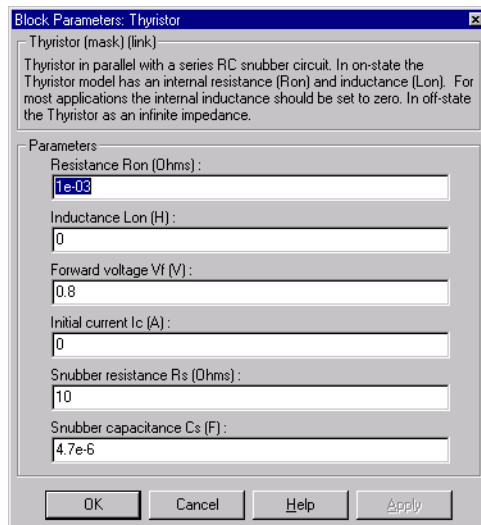 Block Parameters: Thyristor
Thyristor (mask) (link)
Thyristor in parallel with a series RC snubber circuit. In on-state the
Thyristor model has an internal resistance (Ron) and inductance (Lon). For
most applications the internal inductance should be set to zero. In off-state
the Thyristor as an infinite impedance.
Parameters
Resistance Ron (Ohms) :
1e-03
Inductance Lon (H) :
0
Forward voltage Vf (V) :
0.8
Initial current Ic (A) :
0
Snubber resistance Rs (Ohms) :
10
Snubber capacitance Cs (F) :
4.7e-6
OK Cancel Help Apply